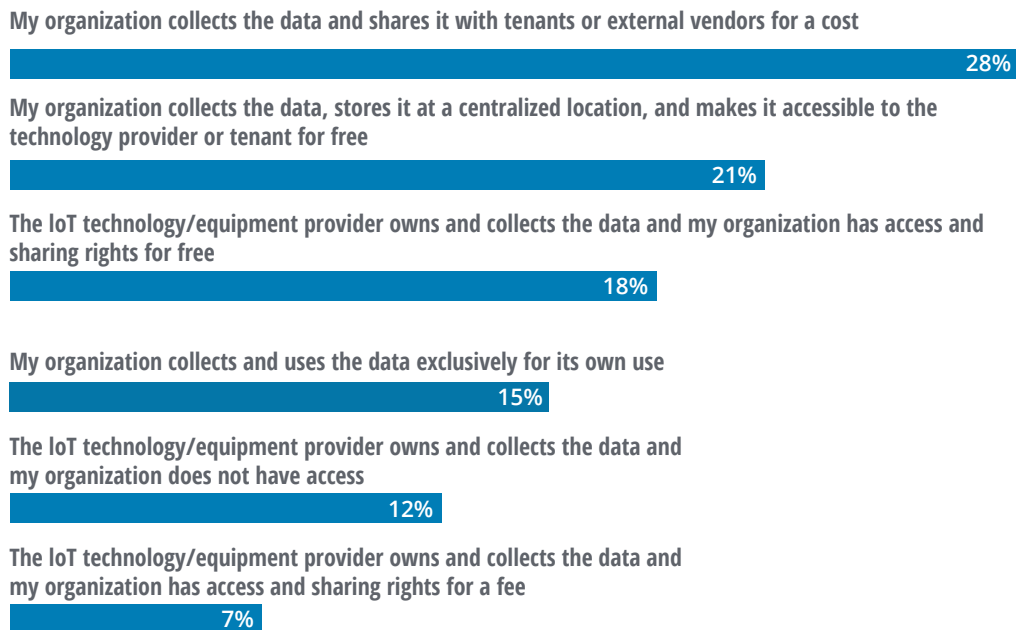 My organization collects the data and shares it with tenants or external vendors for a cost
28%
My organization collects the data, stores it at a centralized location, and makes it accessible to the
technology provider or tenant for free
21%
The IoT technology/equipment provider owns and collects the data and my organization has access and
sharing rights for free
18%
My organization collects and uses the data exclusively for its own use
15%
The IoT technology/equipment provider owns and collects the data and
my organization does not have access
12%
The IoT technology/equipment provider owns and collects the data and
my organization has access and sharing rights for a fee
7%